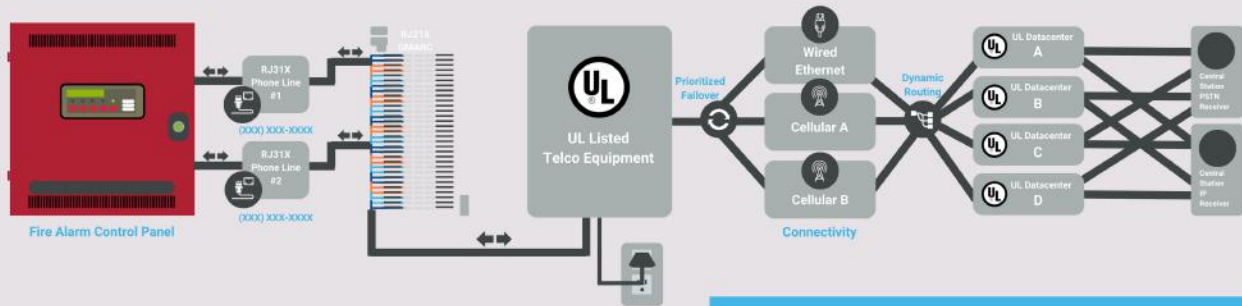 RJ31X
Phone Line
#1
(XXX) XXX-XXXX
RJ31X
Phone Line
#2
(XXX) XXX-XXXX
Fire Alarm Control Panel
RJ21X
DMARC
UL
®
UL Listed
Telco Equipment
Prioritized
Failover
Wired
Ethernet
Cellular A
Cellular B
Connectivity
Dynamic
Routing
UL
UL Datacenter
A
UL
UL Datacenter
B
UL
UL Datacenter
C
UL
UL Datacenter
D
Central
Station
PSTN
Receiver
Central
Station
IP
Receiver